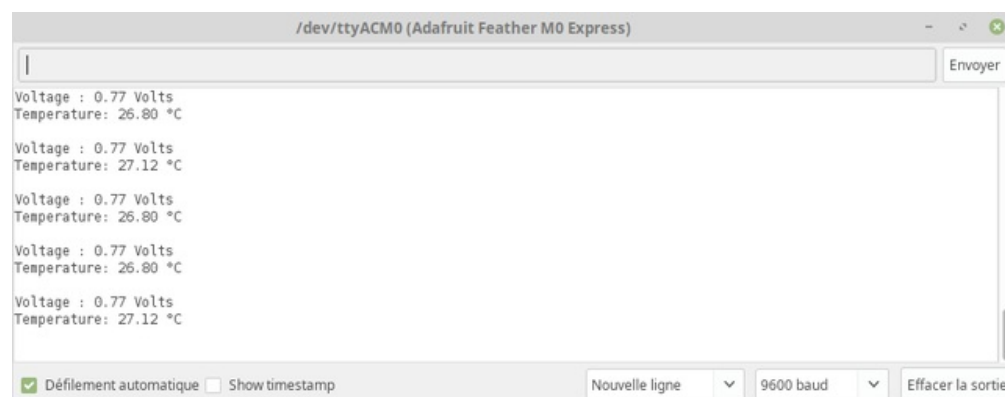 /dev/ttyACM0 (Adafruit Feather M0 Express)
Envoyer
Voltage : 0.77 Volts
Temperature: 26.80 °C
Voltage : 0.77 Volts
Temperature: 27.12 °C
Voltage : 0.77 Volts
Temperature: 26.80 °C
Voltage : 0.77 Volts
Temperature: 26.80 °C
Voltage : 0.77 Volts
Temperature: 27.12 °C
Défilement automatique Show timestamp Nouvelle ligne 9600 baud Effacer la sortie